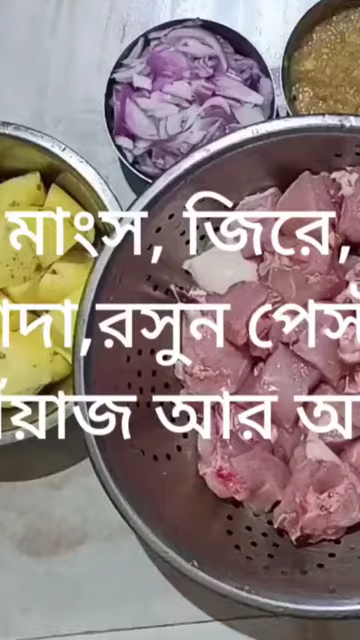 মাংস, জিরে,
দা,রসুন পেস
য়াজ আর অ